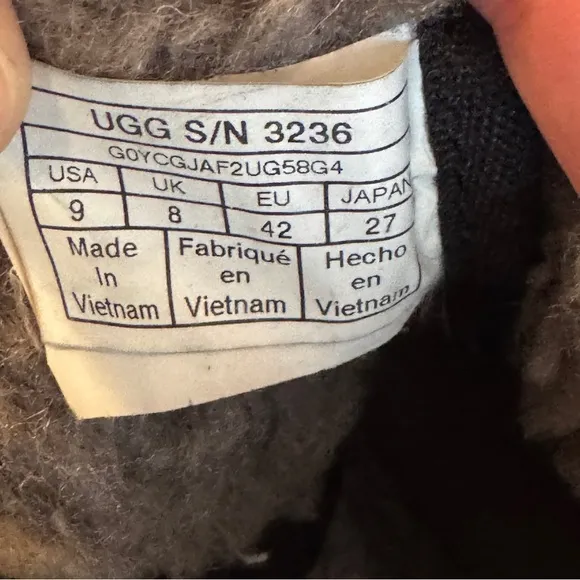 UGG S/N 3236
G0YCGJAF2UG58G4
USA UK EU JAPAN
9 8 42 27
Made Fabriqué Hecho
In en en
Vietnam Vietnam Vietnam